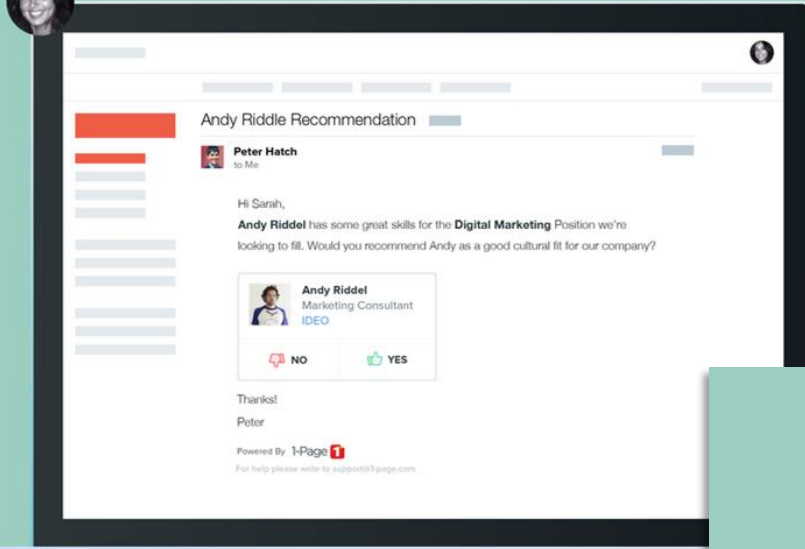 Andy Riddle Recommendation
Peter Hatch
to Me
Hi Sarah,
Andy Riddel has some great skills for the Digital Marketing Position we're
looking to fill. Would you recommend Andy as a good cultural fit for our company?
Andy Riddel
Marketing Consultant
IDEO
NO YES
Thanks!
Peter
Powered By 1-Page 1
For help please write to support@1-page.com